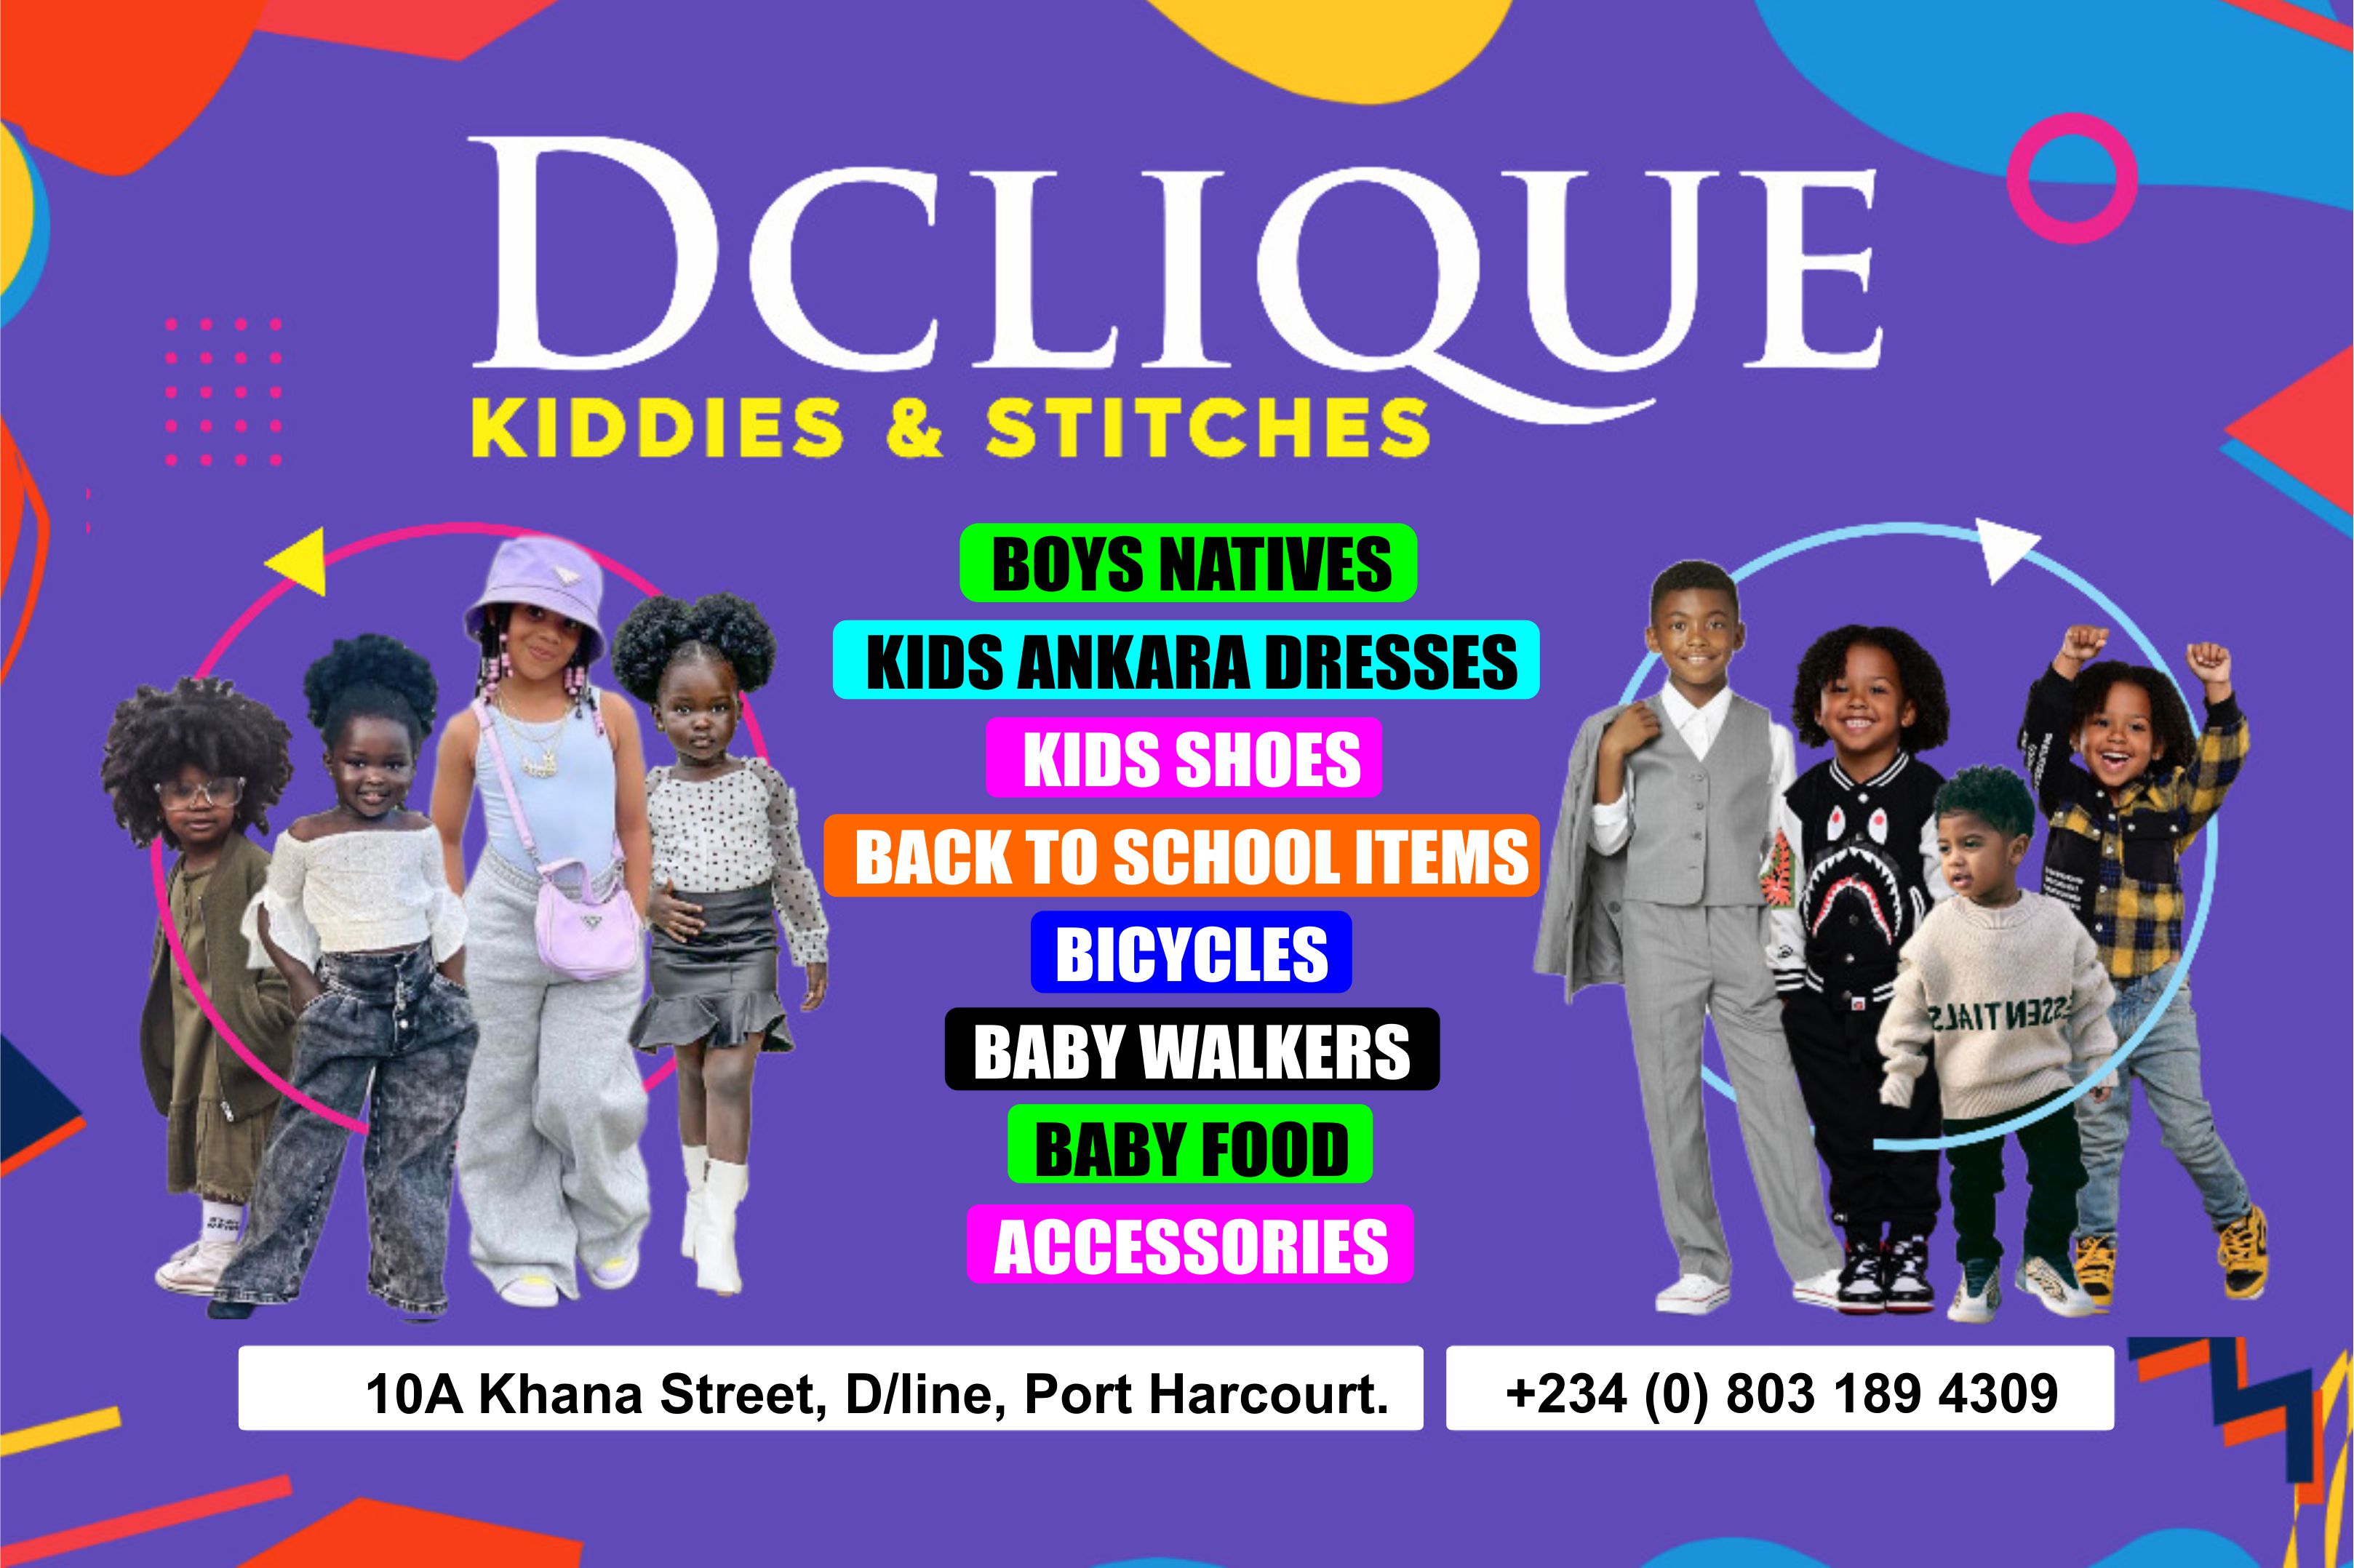 DCLIQUE
KIDDIES & STITCHES
BOYS NATIVES
KIDS ANKARA DRESSES
KIDS SHOES
BACK TO SCHOOL ITEMS
BICYCLES
BABY WALKERS
BABY FOOD
ACCESSORIES
ESSENTIALS
10A Khana Street, D/line, Port Harcourt.
+234 (0) 803 189 4309